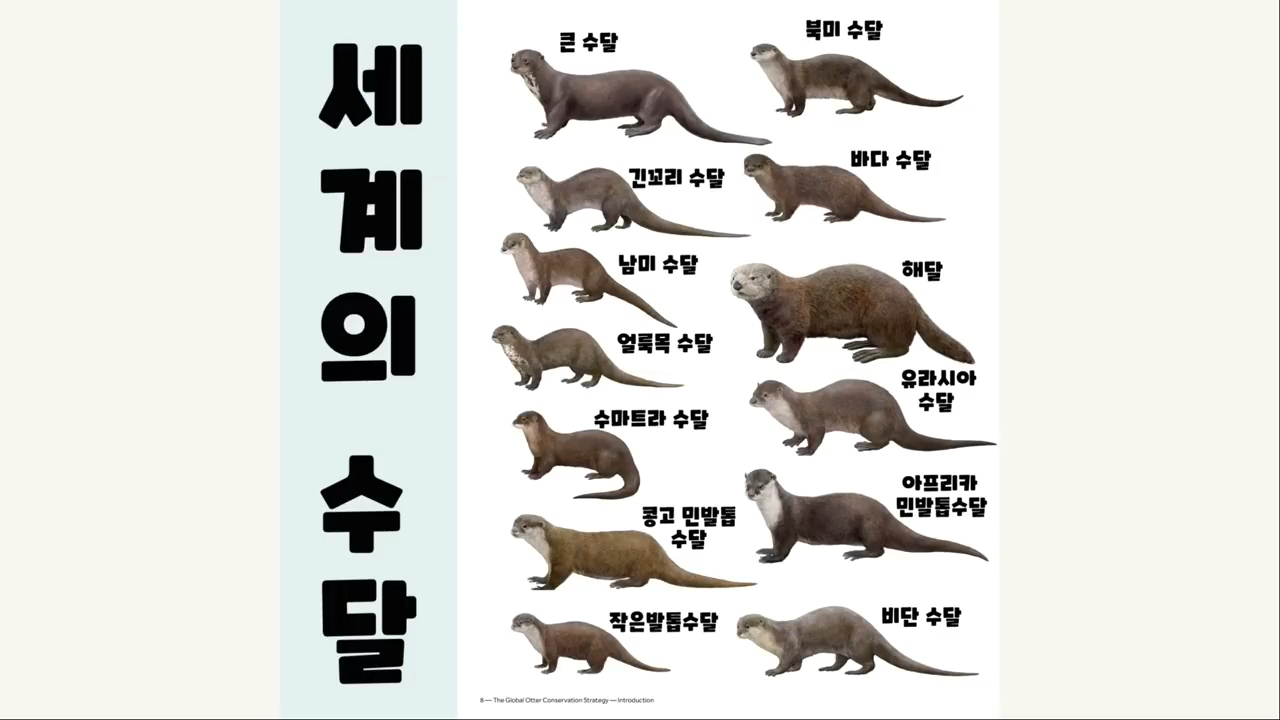 세계의 수달
큰 수달
북미 수달
긴꼬리 수달
바다 수달
남미 수달
해달
얼룩목 수달
유라시아
수달
수마트라 수달
아프리카
민발톱수달
콩고 민발톱
수달
작은발톱수달
비단 수달
8 — The Global Otter Conservation Strategy — Introduction